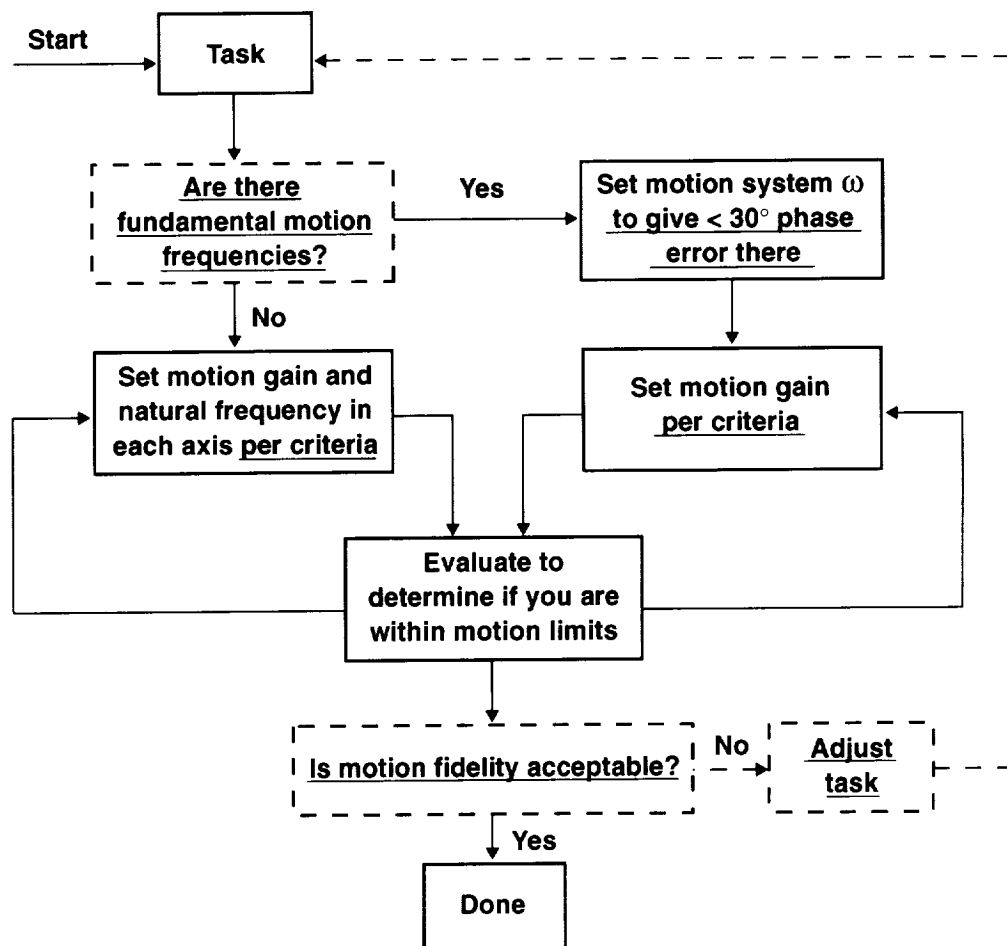 Start
Task
Are there
fundamental motion
frequencies?
Yes
Set motion system ω
to give < 30° phase
error there
No
Set motion gain and
natural frequency in
each axis per criteria
Set motion gain
per criteria
Evaluate to
determine if you are
within motion limits
Is motion fidelity acceptable?
No
Adjust
task
Yes
Done